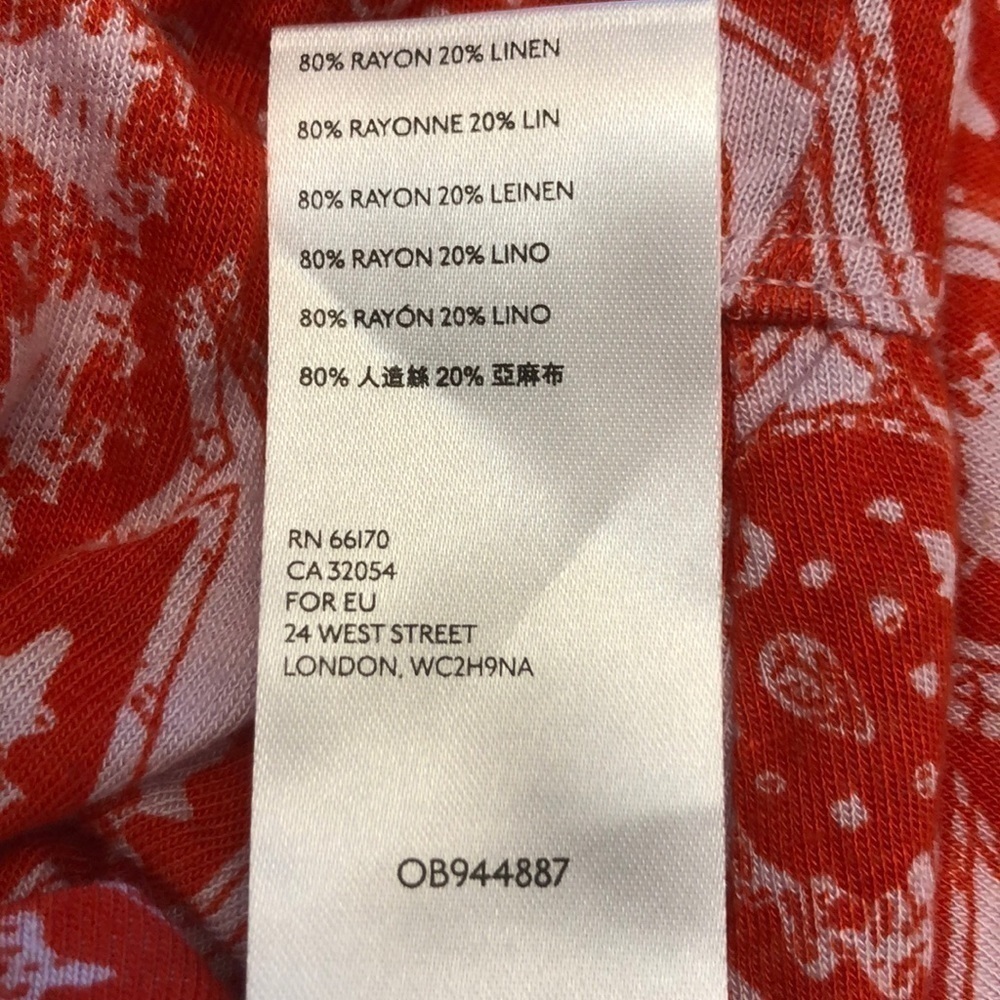 80% RAYON 20% LINEN
80% RAYONNE 20% LIN
80% RAYON 20% LEINEN
80% RAYON 20% LINO
80% RAYÓN 20% LINO
80% 人造絲 20% 亞麻布
RN 66170
CA 32054
FOR EU
24 WEST STREET
LONDON, WC2H9NA
OB944887